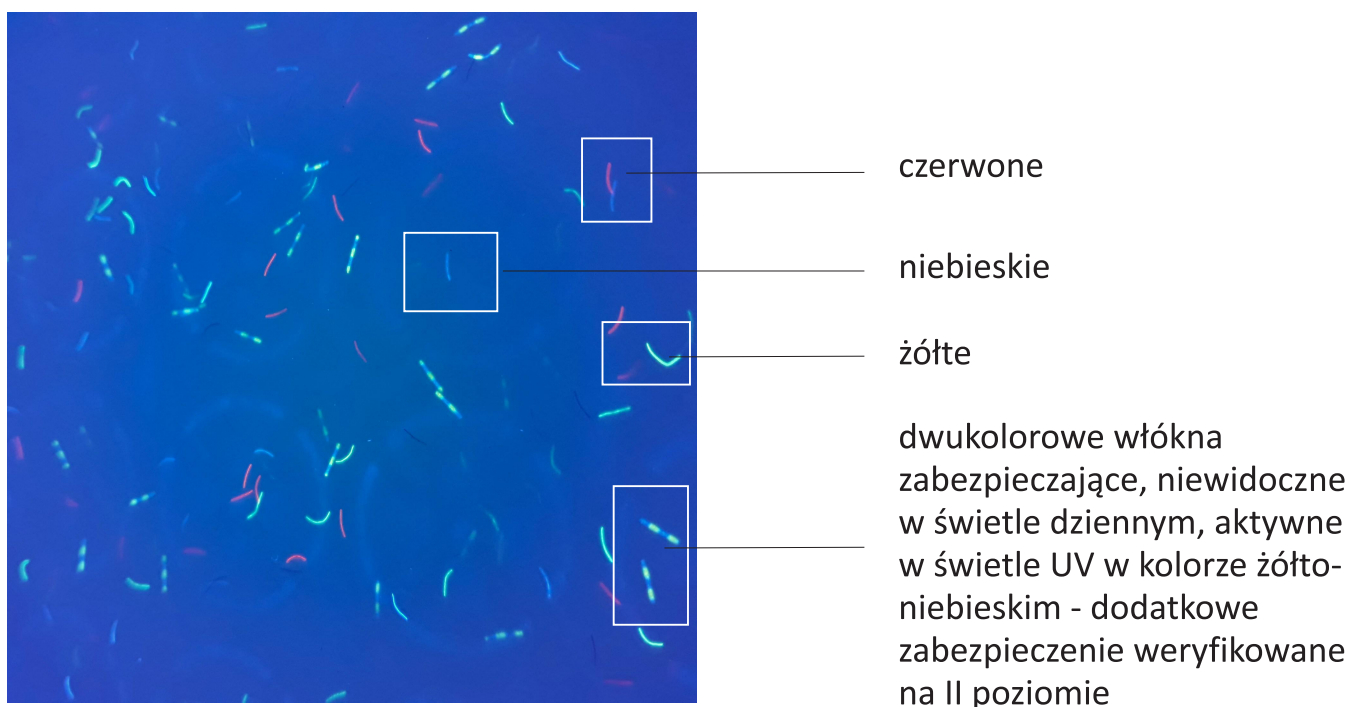 czerwone
niebieskie
żółte
dwukolorowe włókna
zabezpieczające, niewidoczne
w świetle dziennym, aktywne
w świetle UV w kolorze żółto-
niebieskim - dodatkowe
zabezpieczenie weryfikowane
na II poziomie